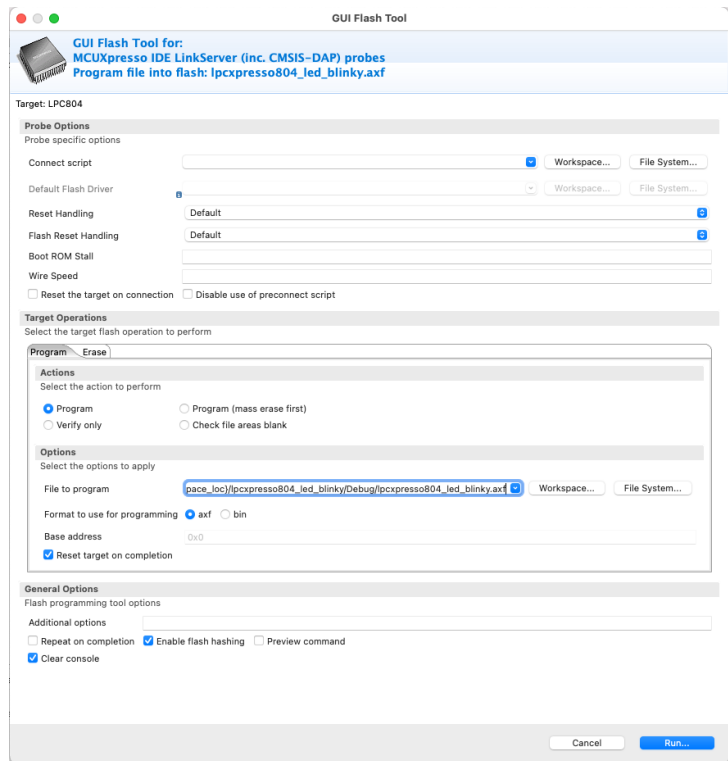 GUI Flash Tool
GUI Flash Tool for:
MCUXpresso IDE LinkServer (inc. CMSIS-DAP) probes
Program file into flash: lpcxpresso804_led_blinky.axf
Target: LPC804
Probe Options
Probe specific options
Connect script Workspace... File System...
Default Flash Driver Workspace... File System...
Reset Handling Default
Flash Reset Handling Default
Boot ROM Stall
Wire Speed
Reset the target on connection Disable use of preconnect script
Target Operations
Select the target flash operation to perform
Program Erase
Actions
Select the action to perform
Program Program (mass erase first)
Verify only Check file areas blank
Options
Select the options to apply
File to program pace_loc}/lpcxpresso804_led_blinky/Debug/lpcxpresso804_led_blinky.axf Workspace... File System...
Format to use for programming axf bin
Base address 0x0
Reset target on completion
General Options
Flash programming tool options
Additional options
Repeat on completion Enable flash hashing Preview command
Clear console
Cancel Run...